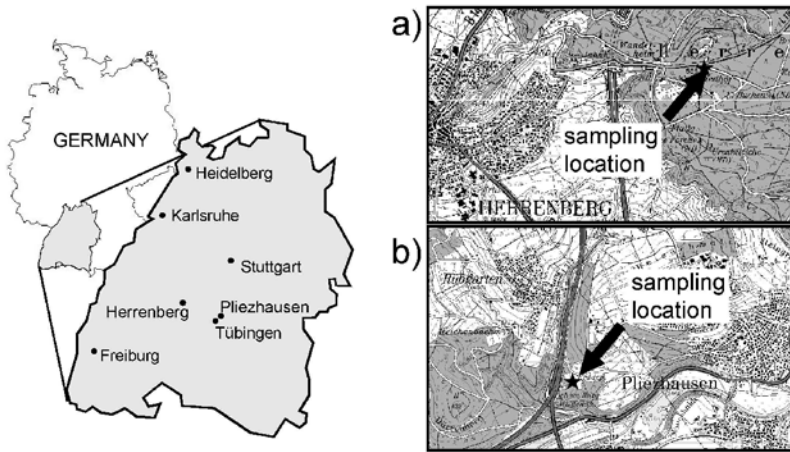 GERMANY
Heidelberg
Karlsruhe
Stuttgart
Herrenberg
Pliezhausen
Tübingen
Freiburg
a)
h e r r e
sampling
location
HERRENBERG
b)
sampling
location
Pliezhausen